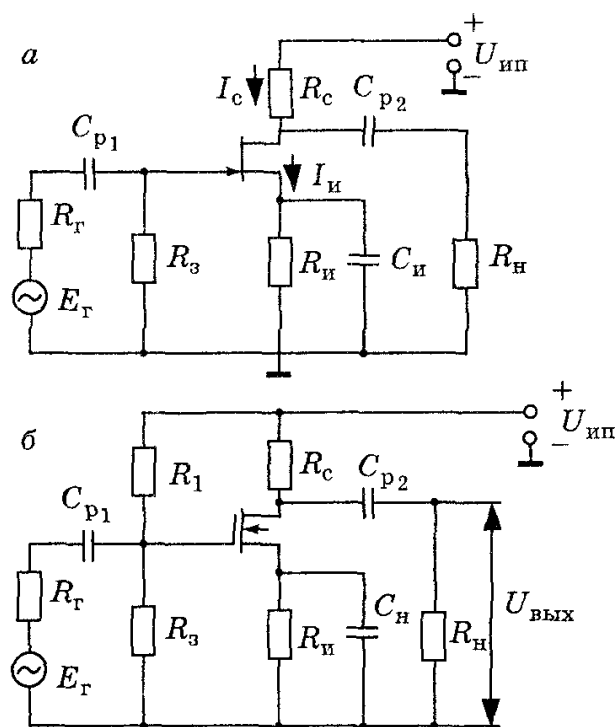 а
+
−
U_ип
I_с
R_с
C_р₂
C_р₁
I_и
R_г
R_з
R_и
C_и
R_н
E_г
б
+
−
U_ип
R_1
R_с
C_р₂
C_р₁
R_г
R_з
R_и
C_н
R_н
U_вых
E_г